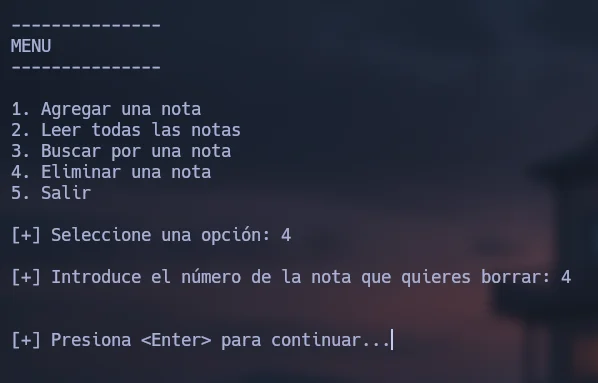 ---------------
MENU
---------------
1. Agregar una nota
2. Leer todas las notas
3. Buscar por una nota
4. Eliminar una nota
5. Salir
[+] Seleccione una opción: 4
[+] Introduce el número de la nota que quieres borrar: 4
[+] Presiona <Enter> para continuar...